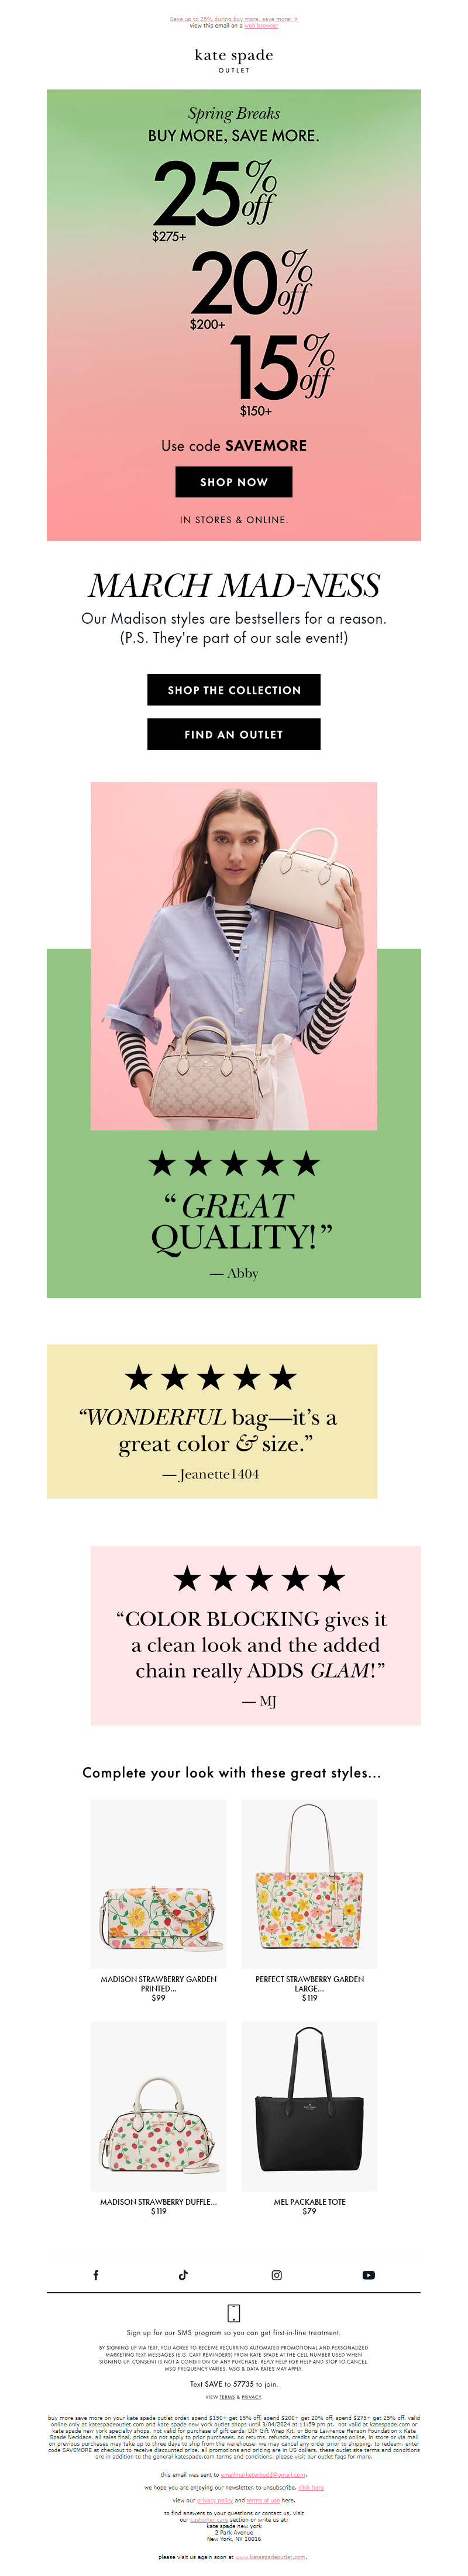 Save up to 25% during buy more, save more! >
view this email on a web browser
kate spade
OUTLET
Spring Breaks
BUY MORE, SAVE MORE.
25% off
$275+
20% off
$200+
15% off
$150+
Use code SAVEMORE
SHOP NOW
IN STORES & ONLINE.
MARCH MAD-NESS
Our Madison styles are bestsellers for a reason.
(P.S. They're part of our sale event!)
SHOP THE COLLECTION
FIND AN OUTLET
★★★★★
“GREAT
QUALITY!”
— Abby
★★★★★
“WONDERFUL bag—it’s a
great color & size.”
— Jeanette1404
★★★★★
“COLOR BLOCKING gives it
a clean look and the added
chain really ADDS GLAM!”
— MJ
Complete your look with these great styles...
MADISON STRAWBERRY GARDEN
PRINTED...
$99
PERFECT STRAWBERRY GARDEN
LARGE...
$119
MADISON STRAWBERRY DUFFLE...
$119
MEL PACKABLE TOTE
$79
Sign up for our SMS program so you can get first-in-line treatment.
BY SIGNING UP VIA TEXT, YOU AGREE TO RECEIVE RECURRING AUTOMATED PROMOTIONAL AND PERSONALIZED
MARKETING TEXT MESSAGES (E.G. CART REMINDERS) FROM KATE SPADE AT THE CELL NUMBER USED WHEN
SIGNING UP. CONSENT IS NOT A CONDITION OF ANY PURCHASE. REPLY HELP FOR HELP AND STOP TO CANCEL.
MSG FREQUENCY VARIES. MSG & DATA RATES MAY APPLY.
Text SAVE to 57735 to join.
VIEW TERMS & PRIVACY.
buy more save more on your kate spade outlet order. spend $150+ get 15% off, spend $200+ get 20% off, spend $275+ get 25% off. valid
online only at katespadeoutlet.com and kate spade new york outlet shops until 3/04/2024 at 11:59 pm pt. not valid at katespade.com or
kate spade new york specialty shops. not valid for purchase of gift cards, DIY Gift Wrap Kit, or Boris Lawrence Henson Foundation x Kate
Spade Necklace. all sales final. prices do not apply to prior purchases. no returns, refunds, credits or exchanges online, in store or via mail
on previous purchases may take up to three days to ship from the warehouse. we may cancel any order prior to shipping. to redeem, enter
code SAVEMORE at checkout to receive discounted price. all promotions and pricing are in US dollars. these outlet site terms and conditions
are in addition to the general katespade.com terms and conditions. please visit our outlet faqs for more.
this email was sent to emailmarketerbudd@gmail.com.
we hope you are enjoying our newsletter. to unsubscribe, click here
view our privacy policy and terms of use here.
to find answers to your questions or contact us, visit
our customer care section or write us at:
kate spade new york
2 Park Avenue
New York, NY 10016
please visit us again soon at www.katespadeoutlet.com.